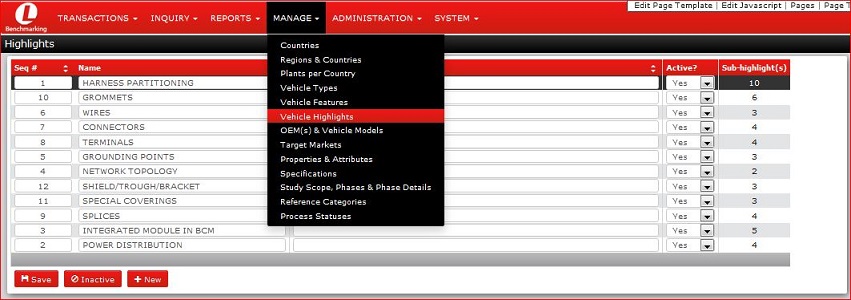 Edit Page Template | Edit Javascript | Pages | Page T
L
Benchmarking
TRANSACTIONS INQUIRY REPORTS MANAGE ADMINISTRATION SYSTEM
Highlights
Countries
Regions & Countries
Plants per Country
Vehicle Types
Vehicle Features
Vehicle Highlights
OEM(s) & Vehicle Models
Target Markets
Properties & Attributes
Specifications
Study Scope, Phases & Phase Details
Reference Categories
Process Statuses
Seq # Name Active? Sub-highlight(s)
1 HARNESS PARTITIONING Yes 10
10 GROMMETS Yes 6
6 WIRES Yes 3
7 CONNECTORS Yes 4
8 TERMINALS Yes 4
5 GROUNDING POINTS Yes 3
4 NETWORK TOPOLOGY Yes 2
12 SHIELD/TROUGH/BRACKET Yes 3
11 SPECIAL COVERINGS Yes 3
9 SPLICES Yes 4
3 INTEGRATED MODULE IN BCM Yes 5
2 POWER DISTRIBUTION Yes 4
Save Inactive New